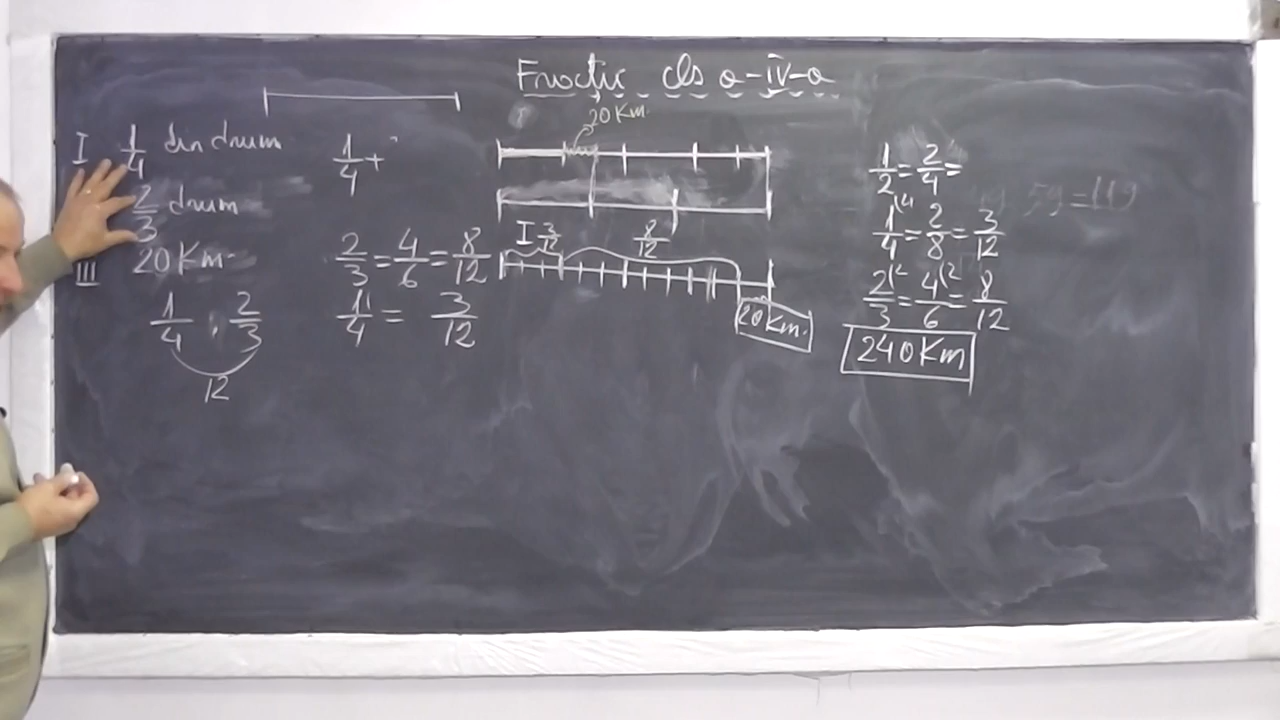 Fracție cls a-IV-a
20 Km.
I 1/4 din drum
2/3 drum
III 20 Km
1/4 , 2/3
12
1/4 +
2/3 = 4/6 = 8/12
1/4 = 3/12
I 3/12 8/12
20 Km.
1/2 = 2/4 =
1/4 = 2/8 = 3/12
2/3 = 4/6 = 8/12
240 Km